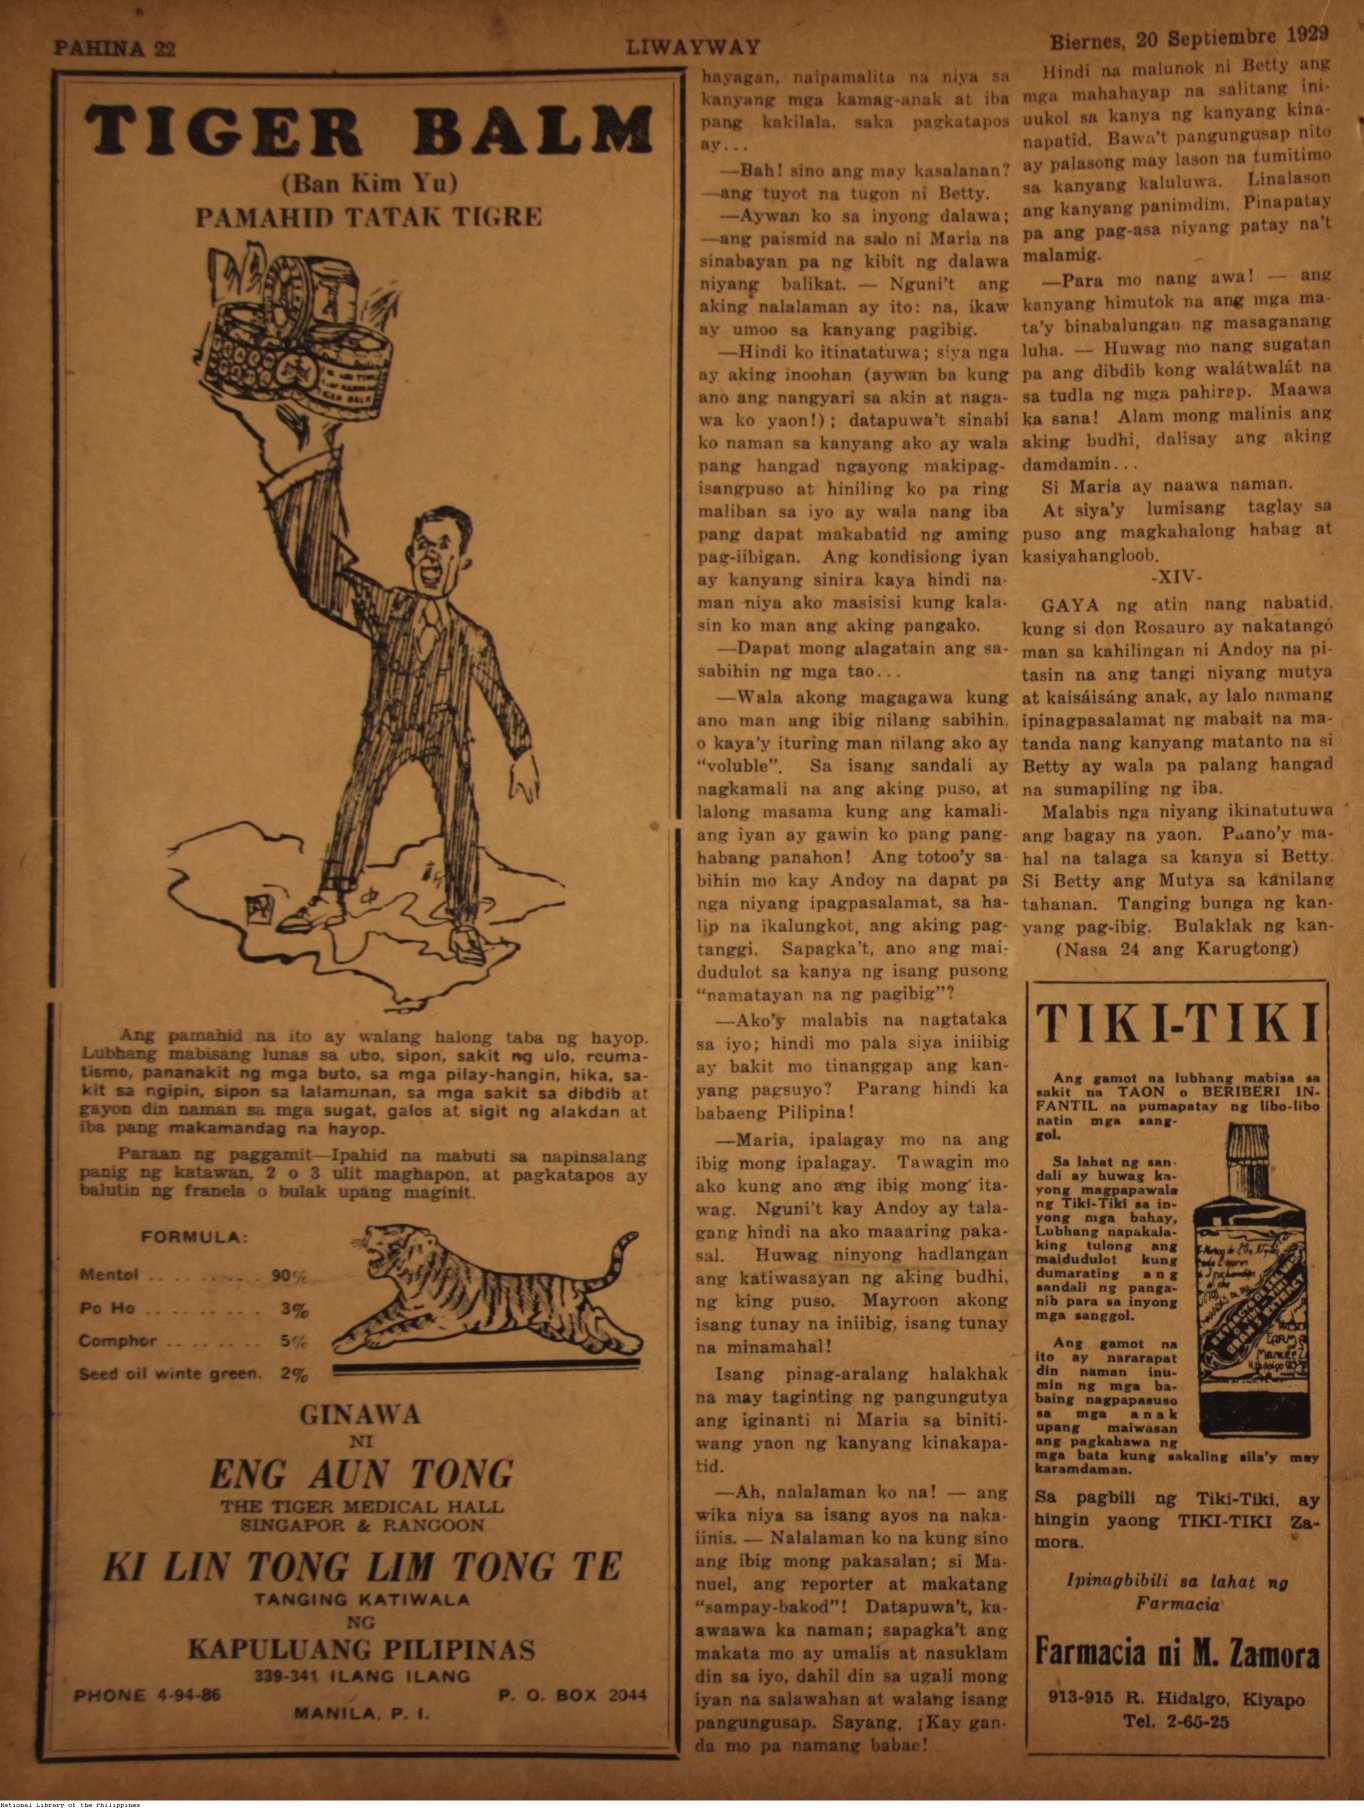 PAHINA 22
LIWAYWAY
Biernes, 20 Septiembre 1929
TIGER BALM
(Ban Kim Yu)
PAMAHID TATAK TIGRE
TIGER BALM
Ang pamahid na ito ay walang halong taba ng hayop.
Lubhang mabisang lunas sa ubo, sipon, sakit ng ulo, reuma-
tismo, pananakit ng mga buto, sa mga pilay-hangin, hika, sa-
kit sa ngipin, sipon sa lalamunan, sa mga sakit sa dibdib at
gayon din naman sa mga sugat, galos at sigit ng alakdan at
iba pang makamandag na hayop.
Paraan ng paggamit—Ipahid na mabuti sa napinsalang
panig ng katawan, 2 o 3 ulit maghapon, at pagkatapos ay
balutin ng franela o bulak upang maginit.
FORMULA:
Mentol . . . . . . . . . 90%
Po Ho . . . . . . . . . . 3%
Comphor . . . . . . . . 5%
Seed oil winte green. 2%
GINAWA
NI
ENG AUN TONG
THE TIGER MEDICAL HALL
SINGAPOR & RANGOON
KI LIN TONG LIM TONG TE
TANGING KATIWALA
NG
KAPULUANG PILIPINAS
339-341 ILANG ILANG
PHONE 4-94-86
P. O. BOX 2044
MANILA, P. I.
hayagan, naipamalita na niya sa
kanyang mga kamag-anak at iba
pang kakilala, saka pagkatapos
ay...
—Bah! sino ang may kasalanan?
—ang tuyot na tugon ni Betty.
—Aywan ko sa inyong dalawa;
—ang paismid na salo ni Maria na
sinabayan pa ng kibit ng dalawa
niyang balikat. — Nguni't ang
aking nalalaman ay ito: na, ikaw
ay umoo sa kanyang pagibig.
—Hindi ko itinatatuwa; siya nga
ay aking inoohan (aywan ba kung
ano ang nangyari sa akin at naga-
wa ko yaon!); datapuwa't sinabi
ko naman sa kanyang ako ay wala
pang hangad ngayong makipag-
isangpuso at hiniling ko pa ring
maliban sa iyo ay wala nang iba
pang dapat makabatid ng aming
pag-iibigan. Ang kondisiong iyan
ay kanyang sinira kaya hindi na-
man niya ako masisisi kung kala-
sin ko man ang aking pangako.
—Dapat mong alagatain ang sa-
sabihin ng mga tao...
—Wala akong magagawa kung
ano man ang ibig nilang sabihin,
o kaya'y ituring man nilang ako ay
“voluble”. Sa isang sandali ay
nagkamali na ang aking puso, at
lalong masama kung ang kamali-
ang iyan ay gawin ko pang pang-
habang panahon! Ang totoo'y sa-
bihin mo kay Andoy na dapat pa
nga niyang ipagpasalamat, sa ha-
lip na ikalungkot, ang aking pag-
tanggi. Sapagka't, ano ang mai-
dudulot sa kanya ng isang pusong
“namatayan na ng pagibig”?
—Ako'y malabis na nagtataka
sa iyo; hindi mo pala siya iniibig
ay bakit mo tinanggap ang kan-
yang pagsuyo? Parang hindi ka
babaeng Pilipina!
—Maria, ipalagay mo na ang
ibig mong ipalagay. Tawagin mo
ako kung ano ang ibig mong ita-
wag. Nguni't kay Andoy ay tala-
gang hindi na ako maaaring paka-
sal. Huwag ninyong hadlangan
ang katiwasayan ng aking budhi,
ng king puso. Mayroon akong
isang tunay na iniibig, isang tunay
na minamahal!
Isang pinag-aralang halakhak
na may taginting ng pangungutya
ang iginanti ni Maria sa biniti-
wang yaon ng kanyang kinakapa-
tid.
—Ah, nalalaman ko na! — ang
wika niya sa isang ayos na naka-
iinis. — Nalalaman ko na kung sino
ang ibig mong pakasalan; si Ma-
nuel, ang reporter at makatang
“sampay-bakod”! Datapuwa't, ka-
awaawa ka naman; sapagka't ang
makata mo ay umalis at nasuklam
din sa iyo, dahil din sa ugali mong
iyan na salawahan at walang isang
pangungusap. Sayang, ¡Kay gan-
da mo pa namang babae!
Hindi na malunok ni Betty ang
mga mahahayap na salitang ini-
uukol sa kanya ng kanyang kina-
napatid. Bawa't pangungusap nito
ay palasong may lason na tumitimo
sa kanyang kaluluwa. Linalason
ang kanyang panimdim. Pinapatay
pa ang pag-asa niyang patay na't
malamig.
—Para mo nang awa! — ang
kanyang himutok na ang mga ma-
ta'y binabalungan ng masaganang
luha. — Huwag mo nang sugatan
pa ang dibdib kong walátwalát na
sa tudla ng mga pahirap. Maawa
ka sana! Alam mong malinis ang
aking budhi, dalisay ang aking
damdamin...
Si Maria ay naawa naman.
At siya'y lumisang taglay sa
puso ang magkahalong habag at
kasiyahangloob.
-XIV-
GAYA ng atin nang nabatid,
kung si don Rosauro ay nakatangó
man sa kahilingan ni Andoy na pi-
tasin na ang tangi niyang mutya
at kaisáisáng anak, ay lalo namang
ipinagpasalamat ng mabait na ma-
tanda nang kanyang matanto na si
Betty ay wala pa palang hangad
na sumapiling ng iba.
Malabis nga niyang ikinatutuwa
ang bagay na yaon. Paano'y ma-
hal na talaga sa kanya si Betty.
Si Betty ang Mutya sa kanilang
tahanan. Tanging bunga ng kan-
yang pag-ibig. Bulaklak ng kan-
(Nasa 24 ang Karugtong)
TIKI-TIKI
Ang gamot na lubhang mabisa sa
sakit na TAON o BERIBERI IN-
FANTIL na pumapatay ng libo-libo
natin mga sang-
gol.
Sa lahat ng san-
dali ay huwag ka-
yong magpapawala
ng Tiki-Tiki sa in-
yong mga bahay,
Lubhang napakala-
king tulong ang
maidudulot kung
dumarating ang
sandali ng panga-
nib para sa inyong
mga sanggol.
Ang gamot na
ito ay nararapat
din naman inu-
min ng mga ba-
baing nagpapasuso
sa mga anak
upang maiwasan
ang pagkahawa ng
mga bata kung sakaling sila'y may
karamdaman.
Sa pagbili ng Tiki-Tiki, ay
hingin yaong TIKI-TIKI Za-
mora.
Ipinagbibili sa lahat ng
Farmacia
Farmacia ni M. Zamora
913-915 R. Hidalgo, Kiyapo
Tel. 2-65-25
National Library of the Philippines